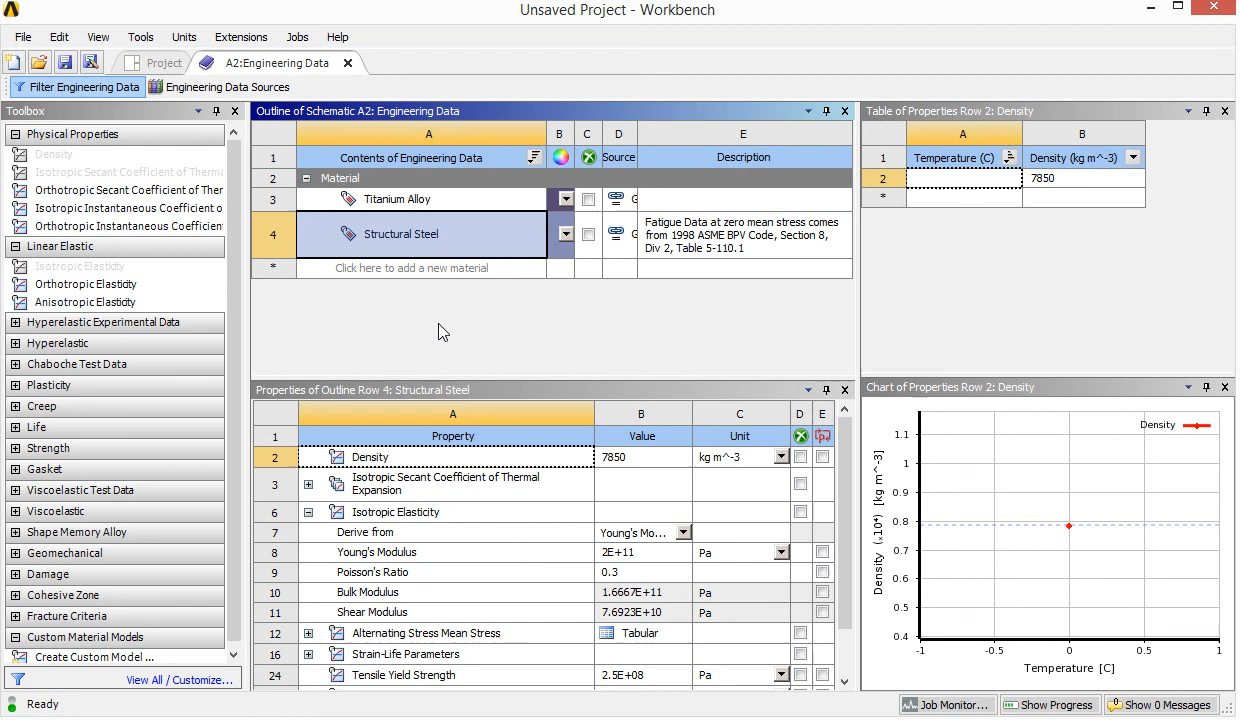 Unsaved Project - Workbench
File Edit View Tools Units Extensions Jobs Help
Project A2:Engineering Data
Filter Engineering Data Engineering Data Sources
Toolbox
Physical Properties
Density
Isotropic Secant Coefficient of Therma
Orthotropic Secant Coefficient of Ther
Isotropic Instantaneous Coefficient o
Orthotropic Instantaneous Coefficien
Linear Elastic
Isotropic Elasticity
Orthotropic Elasticity
Anisotropic Elasticity
Hyperelastic Experimental Data
Hyperelastic
Chaboche Test Data
Plasticity
Creep
Life
Strength
Gasket
Viscoelastic Test Data
Viscoelastic
Shape Memory Alloy
Geomechanical
Damage
Cohesive Zone
Fracture Criteria
Custom Material Models
Create Custom Model ...
View All / Customize...
Outline of Schematic A2: Engineering Data
A B C D E
1 Contents of Engineering Data Source Description
2 Material
3 Titanium Alloy G
4 Structural Steel G Fatigue Data at zero mean stress comes
from 1998 ASME BPV Code, Section 8,
Div 2, Table 5-110.1
* Click here to add a new material
Properties of Outline Row 4: Structural Steel
A B C D E
1 Property Value Unit
2 Density 7850 kg m^-3
3 Isotropic Secant Coefficient of Thermal
Expansion
6 Isotropic Elasticity
7 Derive from Young's Mo...
8 Young's Modulus 2E+11 Pa
9 Poisson's Ratio 0.3
10 Bulk Modulus 1.6667E+11 Pa
11 Shear Modulus 7.6923E+10 Pa
12 Alternating Stress Mean Stress Tabular
16 Strain-Life Parameters
24 Tensile Yield Strength 2.5E+08 Pa
Table of Properties Row 2: Density
A B
1 Temperature (C) Density (kg m^-3)
2 7850
*
Chart of Properties Row 2: Density
Density
1.1
1
0.9
0.8
0.7
0.6
0.5
0.4
Density (x10⁴) [kg m^-3]
-1 -0.5 0 0.5 1
Temperature [C]
Ready
Job Monitor... Show Progress Show 0 Messages